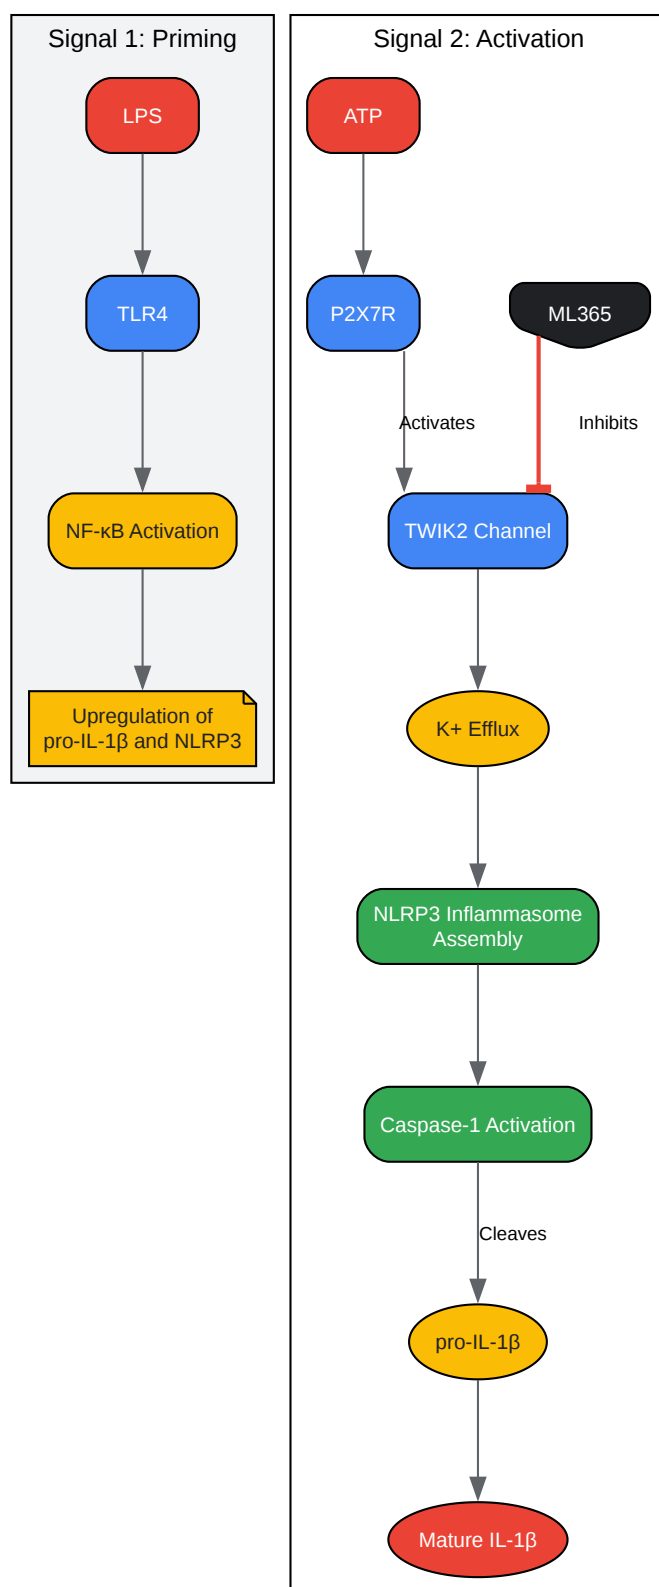 Signal 1: Priming
LPS
TLR4
NF-κB Activation
Upregulation of
pro-IL-1β and NLRP3
Signal 2: Activation
ATP
P2X7R
ML365
Activates
Inhibits
TWIK2 Channel
K+ Efflux
NLRP3 Inflammasome
Assembly
Caspase-1 Activation
Cleaves
pro-IL-1β
Mature IL-1β